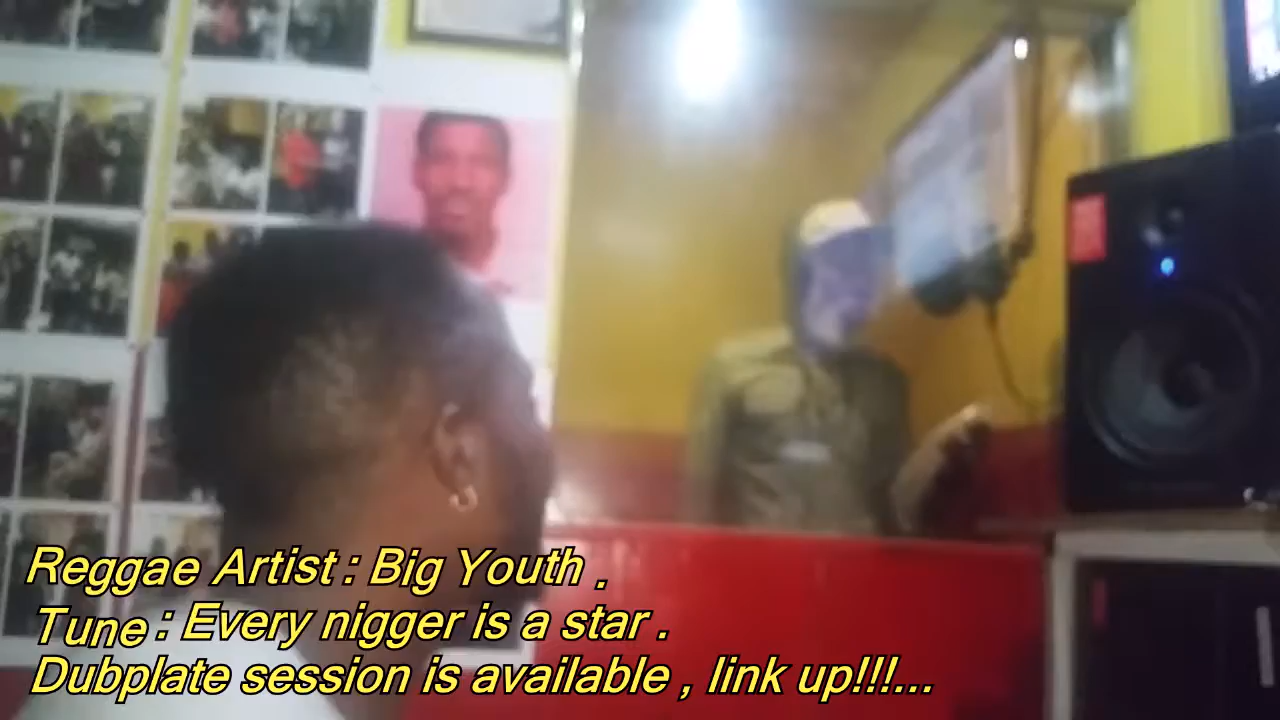 Reggae Artist : Big Youth .
Tune : Every nigger is a star .
Dubplate session is available , link up!!!...